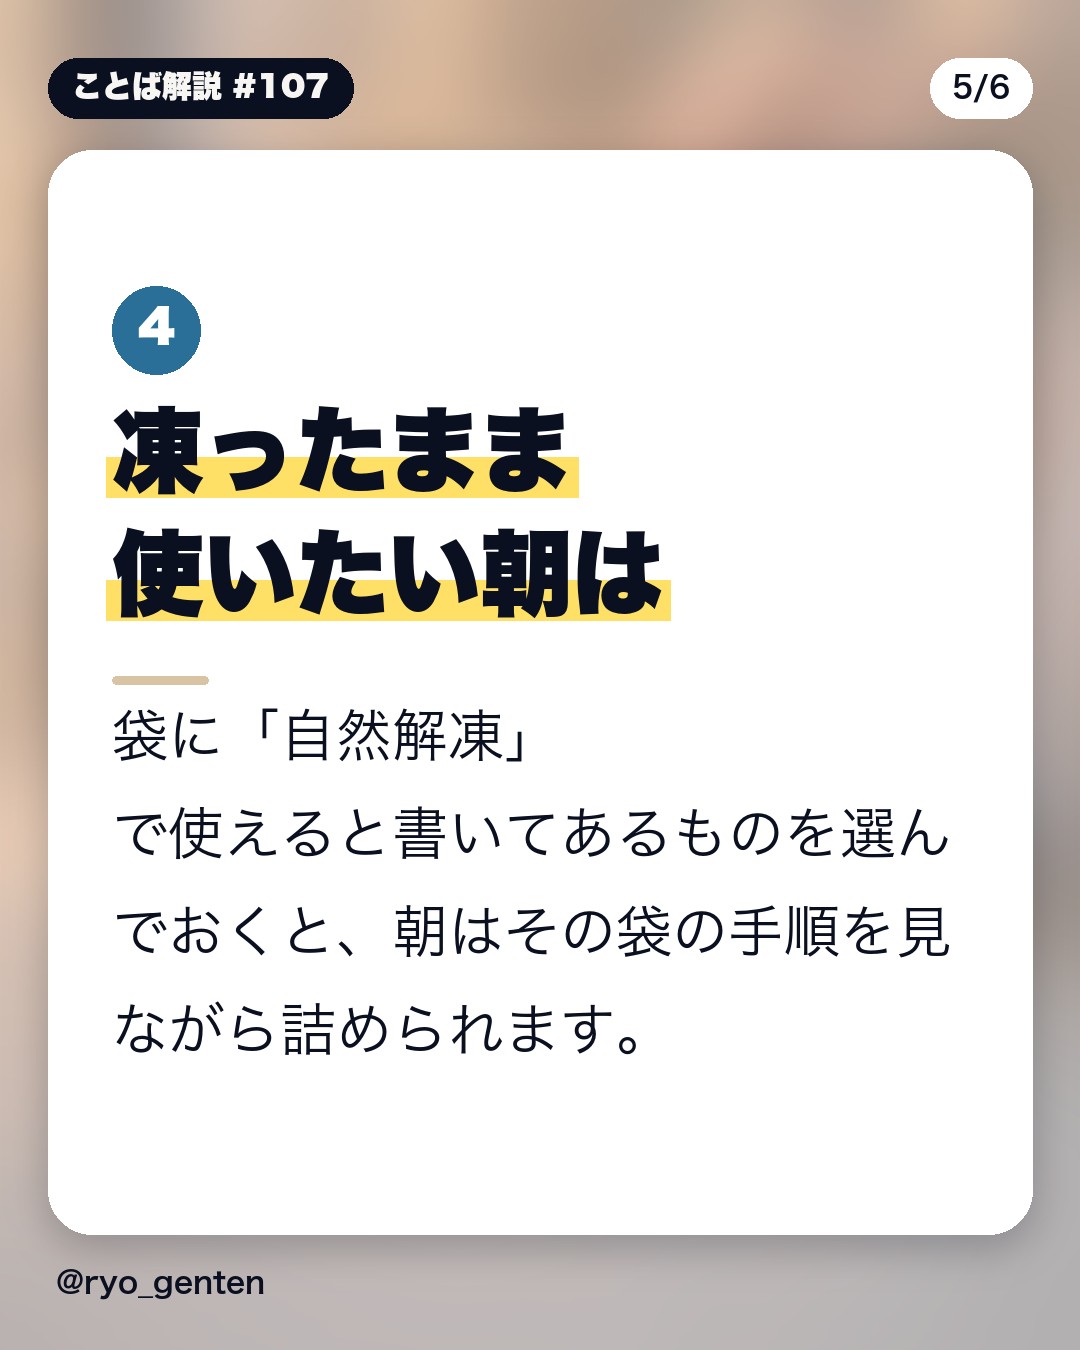 ことば解説 #107
5/6
4
凍ったまま
使いたい朝は
袋に「自然解凍」
で使えると書いてあるものを選ん
でおくと、朝はその袋の手順を見
ながら詰められます。
@ryo_genten